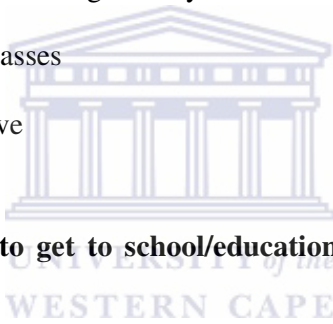 asses
ve
to get to school/education
UNIVERSITY of the
WESTERN CAPE